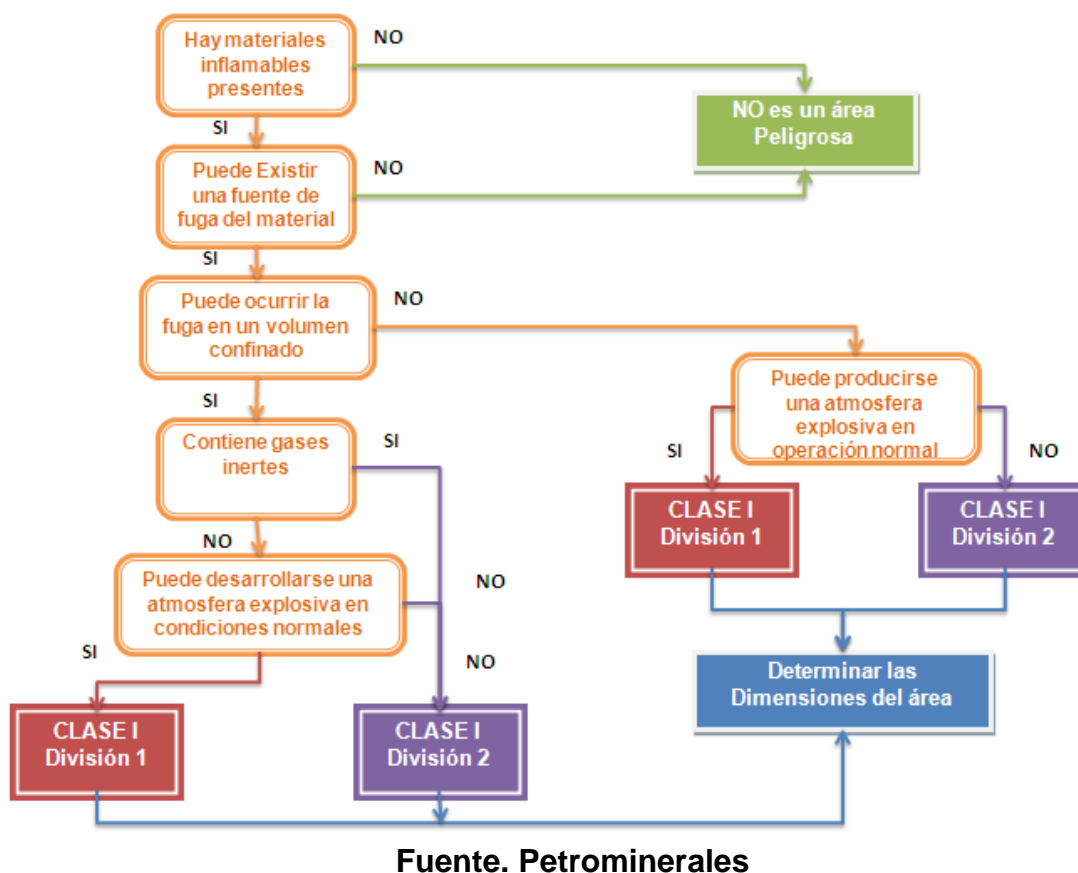 Hay materiales
inflamables
presentes
NO
SI
NO es un área
Peligrosa
Puede Existir
una fuente de
fuga del material
NO
SI
Puede ocurrir la
fuga en un volumen
confinado
NO
SI
Puede producirse
una atmosfera
explosiva en
operación normal
SI
NO
CLASE I
División 1
CLASE I
División 2
Contiene gases
inertes
SI
NO
Puede desarrollarse una
atmosfera explosiva en
condiciones normales
NO
NO
SI
CLASE I
División 1
CLASE I
División 2
Determinar las
Dimensiones del área
Fuente. Petrominerales